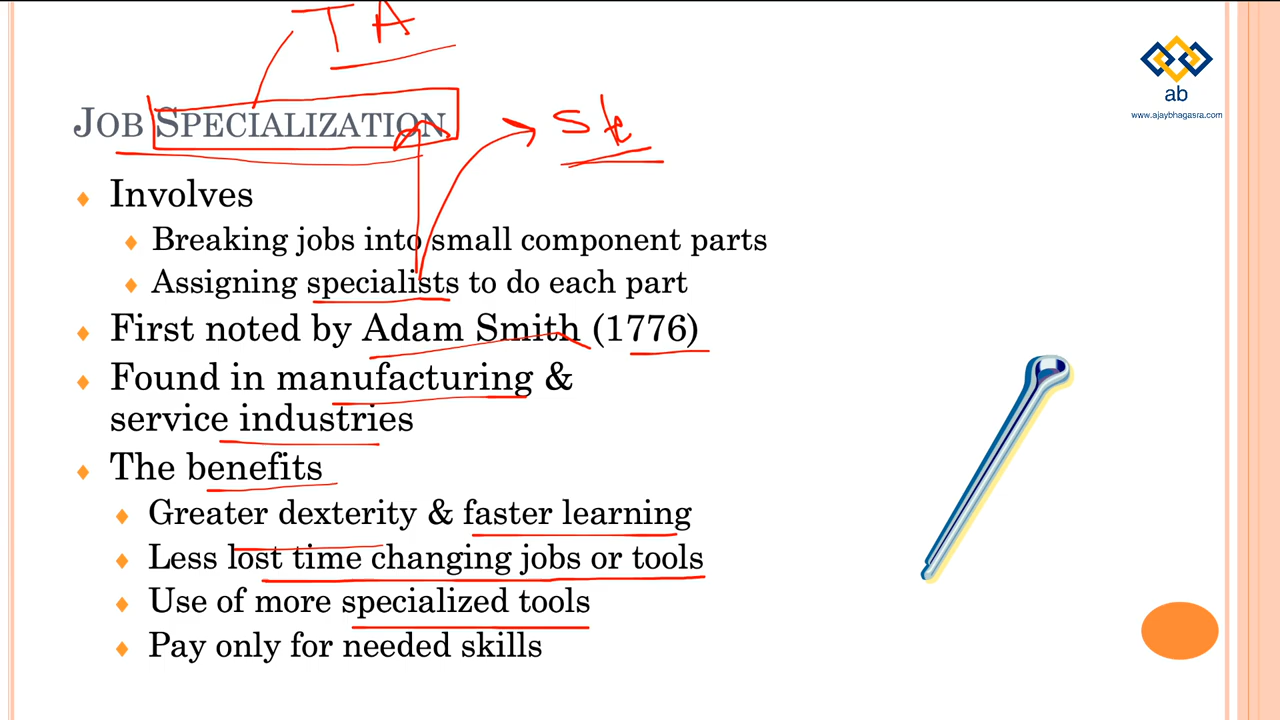 TA
ab
www.ajaybhagasra.com
JOB SPECIALIZATION
Involves
Breaking jobs into small component parts
Assigning specialists to do each part
First noted by Adam Smith (1776)
Found in manufacturing &
service industries
The benefits
Greater dexterity & faster learning
Less lost time changing jobs or tools
Use of more specialized tools
Pay only for needed skills